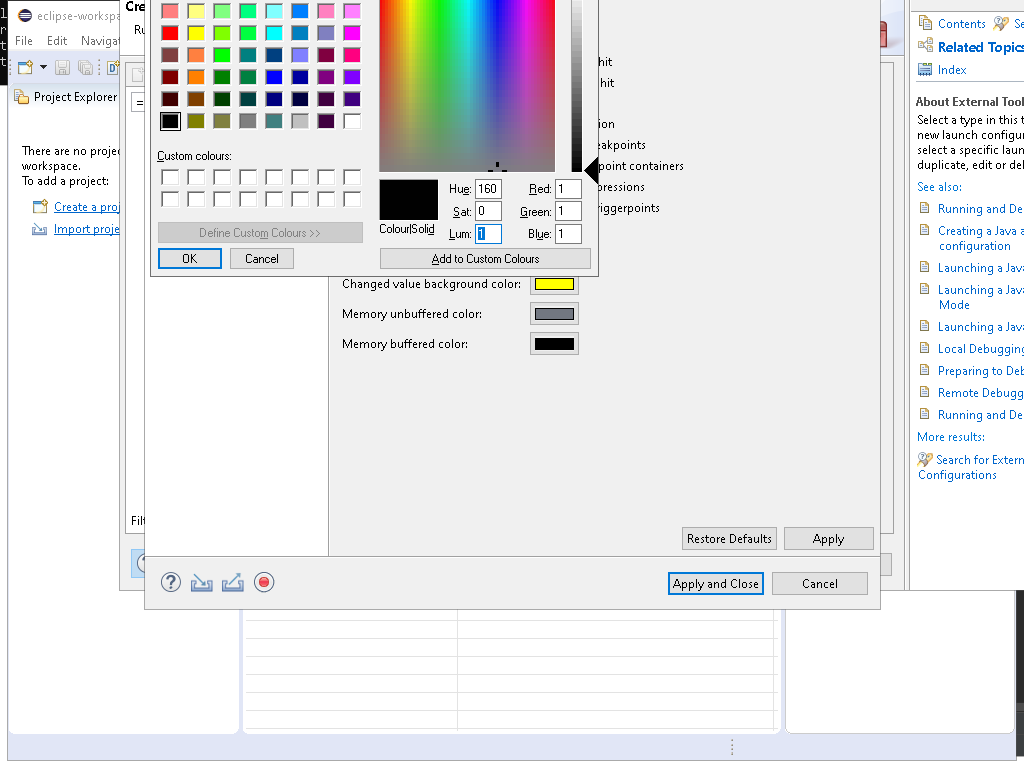 eclipse-workspa
Cre
Ru
File Edit Navigat
Project Explorer
There are no projec
workspace.
To add a project:
Create a proj
Import proje
=
Custom colours:
Define Custom Colours >>
OK Cancel
Hue: 160 Red: 1
Sat: 0 Green: 1
Lum: 1 Blue: 1
Colour|Solid
Add to Custom Colours
hit
hit
ion
eakpoints
point containers
pressions
riggerpoints
Changed value background color:
Memory unbuffered color:
Memory buffered color:
Restore Defaults Apply
Filt
? Apply and Close Cancel
Contents Se
Related Topics
Index
About External Tool
Select a type in this t
new launch configur
select a specific laun
duplicate, edit or del
See also:
Running and De
Creating a Java a
configuration
Launching a Java
Launching a Java
Mode
Launching a Java
Local Debugging
Preparing to Deb
Remote Debugg
Running and De
More results:
Search for Extern
Configurations